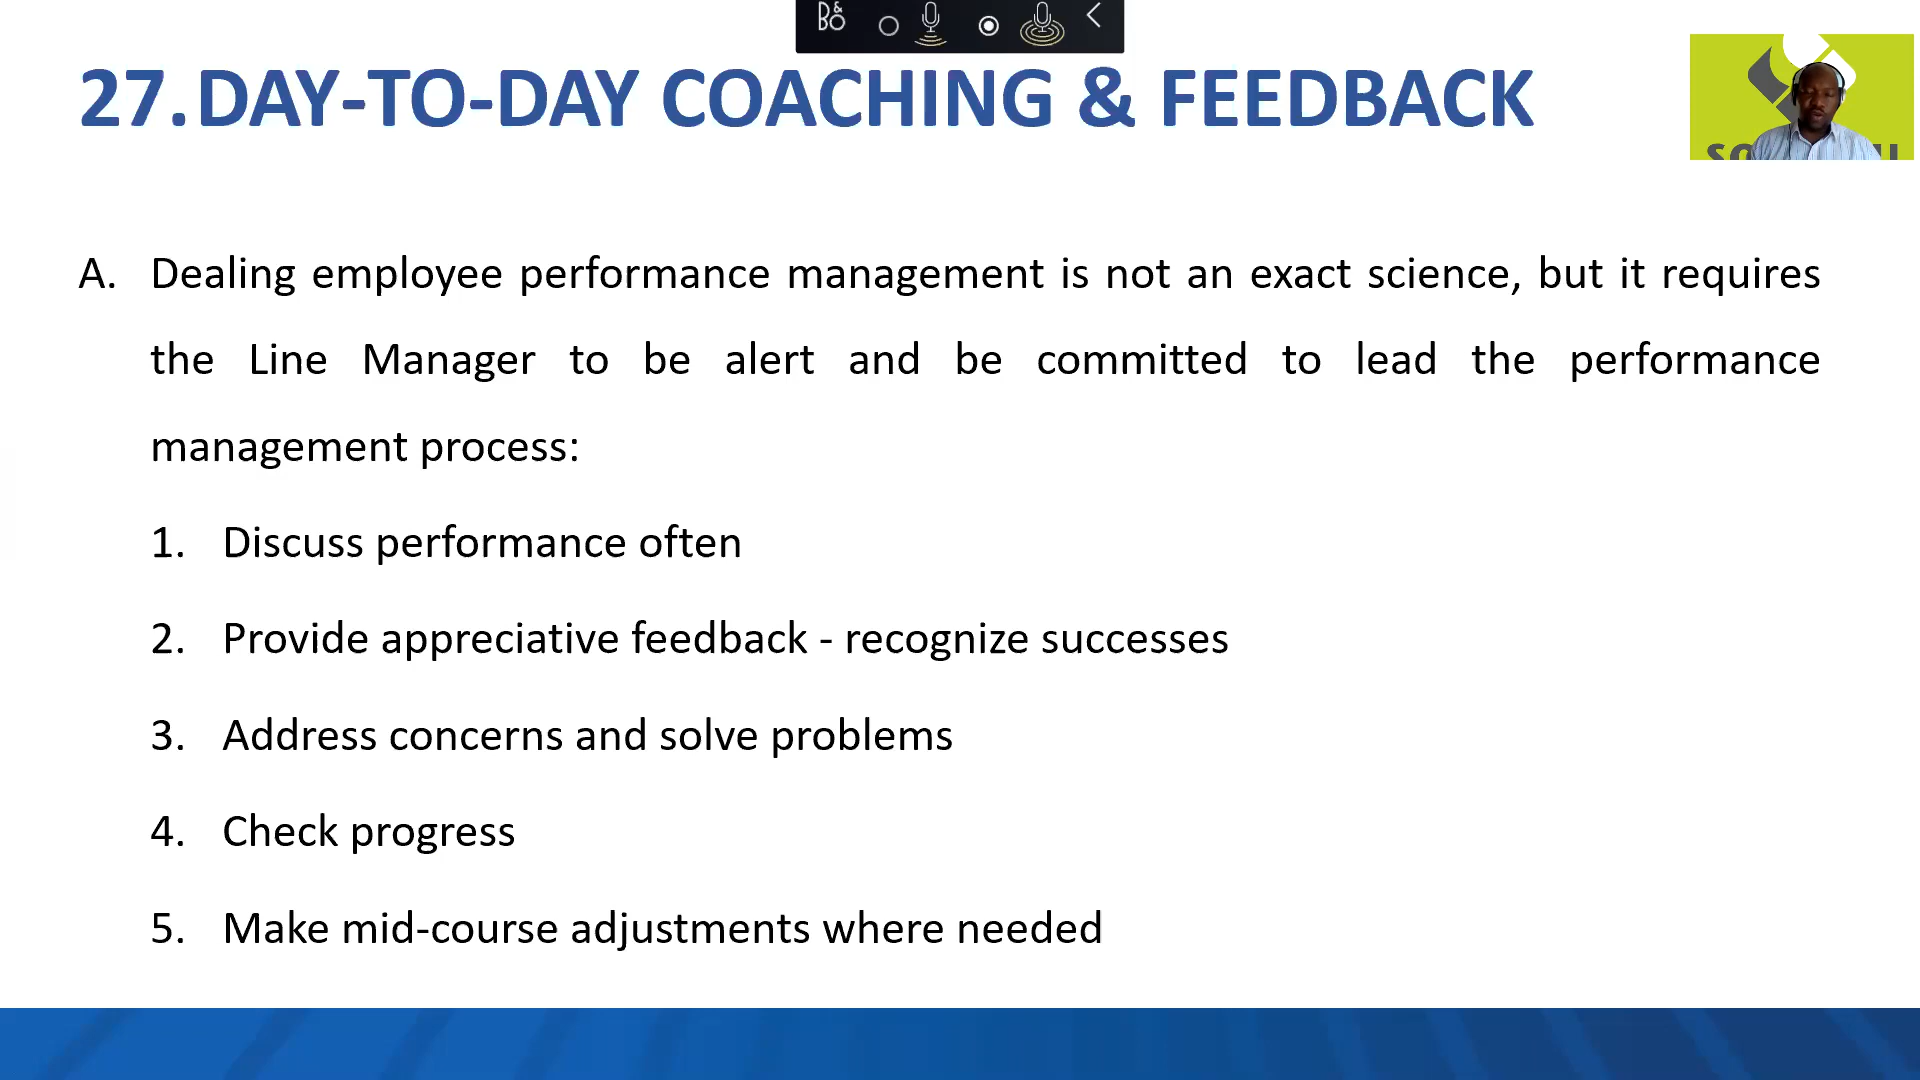 B&O
27. DAY-TO-DAY COACHING & FEEDBACK
A. Dealing employee performance management is not an exact science, but it requires
the Line Manager to be alert and be committed to lead the performance
management process:
1. Discuss performance often
2. Provide appreciative feedback - recognize successes
3. Address concerns and solve problems
4. Check progress
5. Make mid-course adjustments where needed